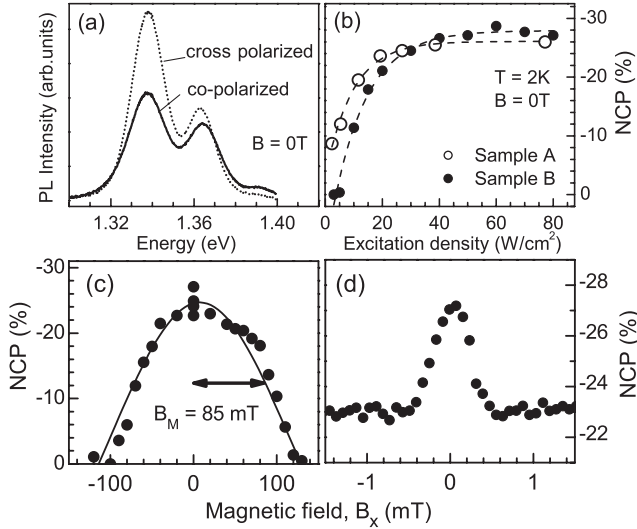 (a)
cross polarized
co-polarized
B = 0T
PL Intensity (arb.units)
1.32 1.36 1.40
Energy (eV)
(b)
T = 2K
B = 0T
Sample A
Sample B
-30
-20
-10
0
NCP (%)
0 20 40 60 80
Excitation density (W/cm²)
(c)
-30
-20
-10
0
NCP (%)
B_M = 85 mT
-100 0 100
(d)
-28
-26
-24
-22
NCP (%)
-1 0 1
Magnetic field, B_x (mT)